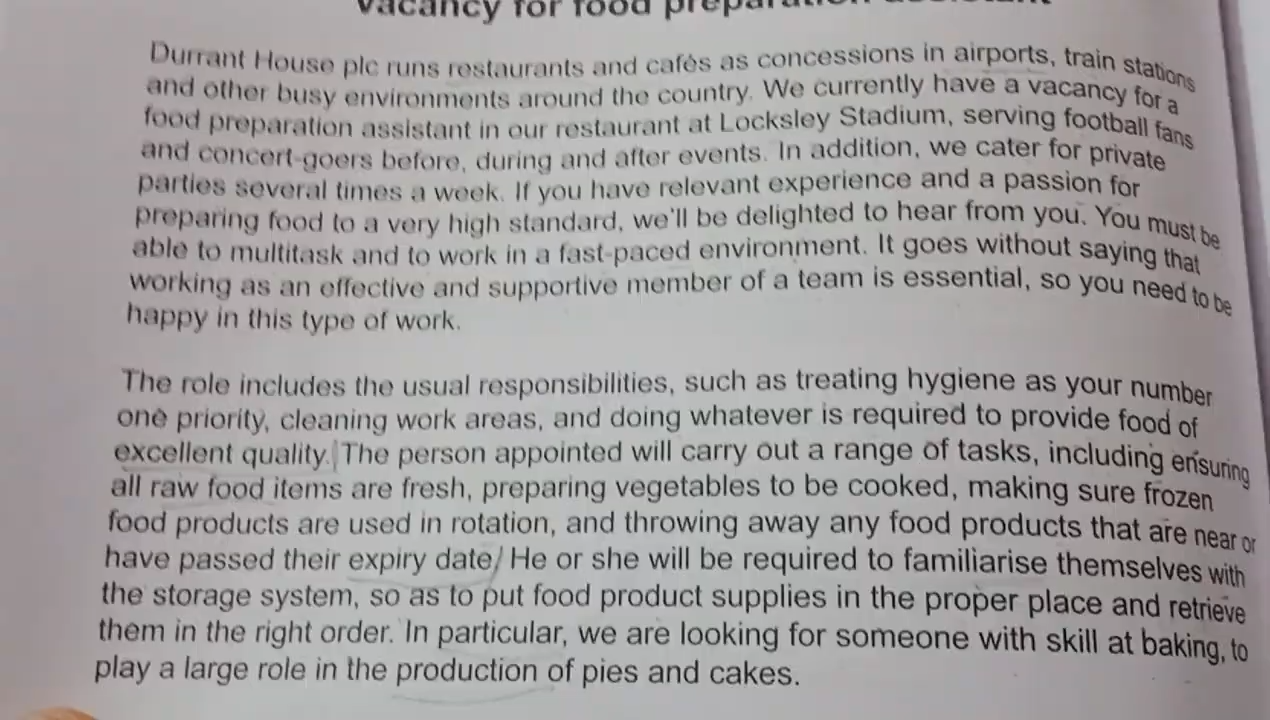 Vacancy for food preparation assistant
Durrant House plc runs restaurants and cafés as concessions in airports, train stations
and other busy environments around the country. We currently have a vacancy for a
food preparation assistant in our restaurant at Locksley Stadium, serving football fans
and concert-goers before, during and after events. In addition, we cater for private
parties several times a week. If you have relevant experience and a passion for
preparing food to a very high standard, we'll be delighted to hear from you. You must be
able to multitask and to work in a fast-paced environment. It goes without saying that
working as an effective and supportive member of a team is essential, so you need to be
happy in this type of work.
The role includes the usual responsibilities, such as treating hygiene as your number
one priority, cleaning work areas, and doing whatever is required to provide food of
excellent quality. The person appointed will carry out a range of tasks, including ensuring
all raw food items are fresh, preparing vegetables to be cooked, making sure frozen
food products are used in rotation, and throwing away any food products that are near or
have passed their expiry date. He or she will be required to familiarise themselves with
the storage system, so as to put food product supplies in the proper place and retrieve
them in the right order. In particular, we are looking for someone with skill at baking, to
play a large role in the production of pies and cakes.